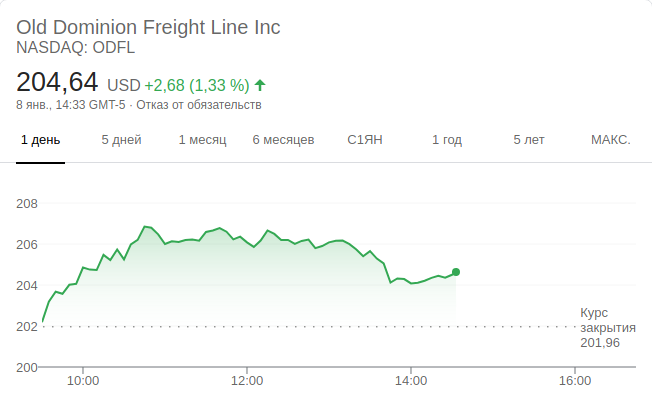 Old Dominion Freight Line Inc
NASDAQ: ODFL
204,64 USD +2,68 (1,33 %)
8 янв., 14:33 GMT-5 · Отказ от обязательств
1 день 5 дней 1 месяц 6 месяцев С1ЯН 1 год 5 лет МАКС.
208
206
204
202
Курс
закрытия
201,96
200
10:00 12:00 14:00 16:00